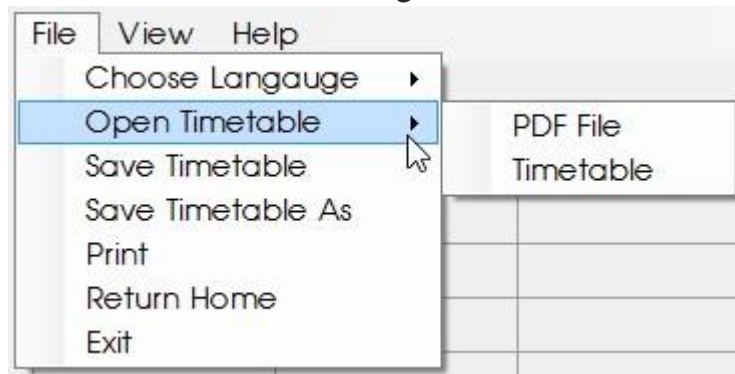 File View Help
Choose Langauge
Open Timetable
Save Timetable
Save Timetable As
Print
Return Home
Exit
PDF File
Timetable